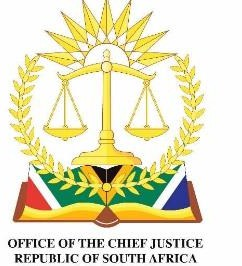 OFFICE OF THE CHIEF JUSTICE
REPUBLIC OF SOUTH AFRICA